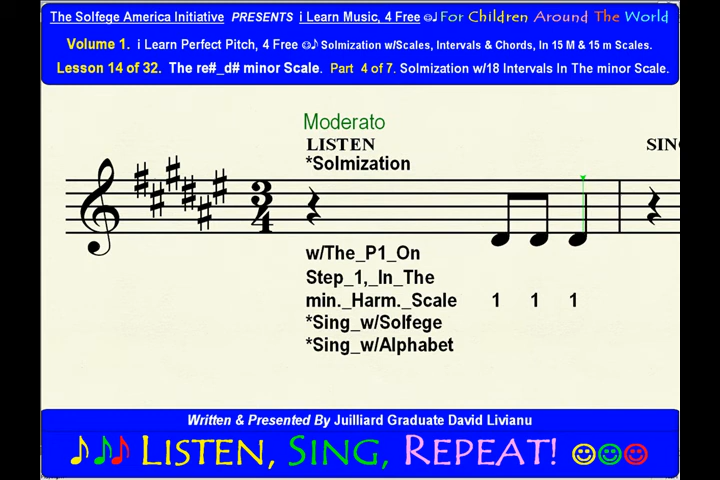 The Solfege America Initiative PRESENTS i Learn Music, 4 Free ☺♩For Children Around The World
Volume 1. i Learn Perfect Pitch, 4 Free ☺♪ Solmization w/Scales, Intervals & Chords, In 15 M & 15 m Scales.
Lesson 14 of 32. The re#_d# minor Scale. Part 4 of 7. Solmization w/18 Intervals In The minor Scale.
Moderato
LISTEN SING
*Solmization
3
4
w/The_P1_On
Step_1,_In_The
min._Harm._Scale 1 1 1
*Sing_w/Solfege
*Sing_w/Alphabet
Written & Presented By Juilliard Graduate David Livianu
♪♪♪ LISTEN, SING, REPEAT! ☺☺☺